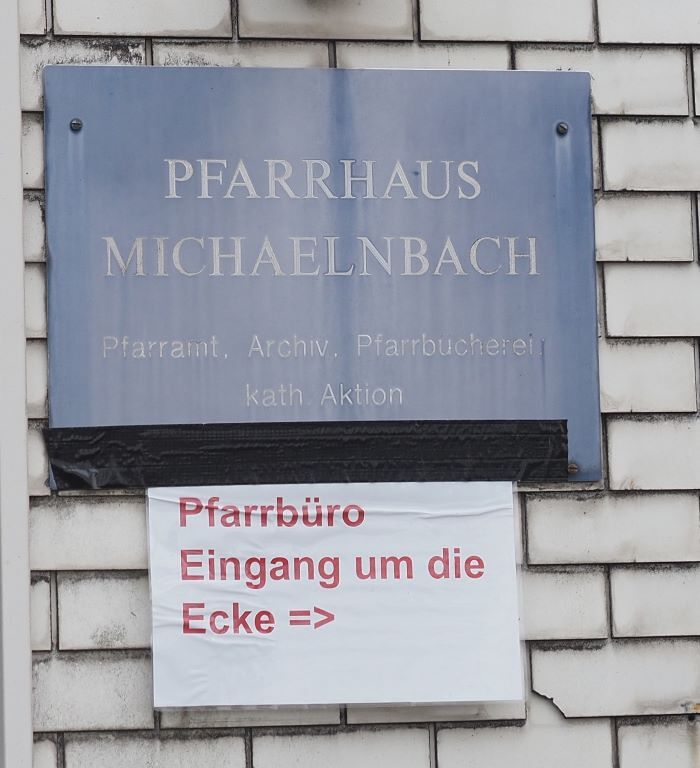 PFARRHAUS
MICHAELNBACH
Pfarramt, Archiv, Pfarrbücherei,
kath. Aktion
Pfarrbüro
Eingang um die
Ecke =>